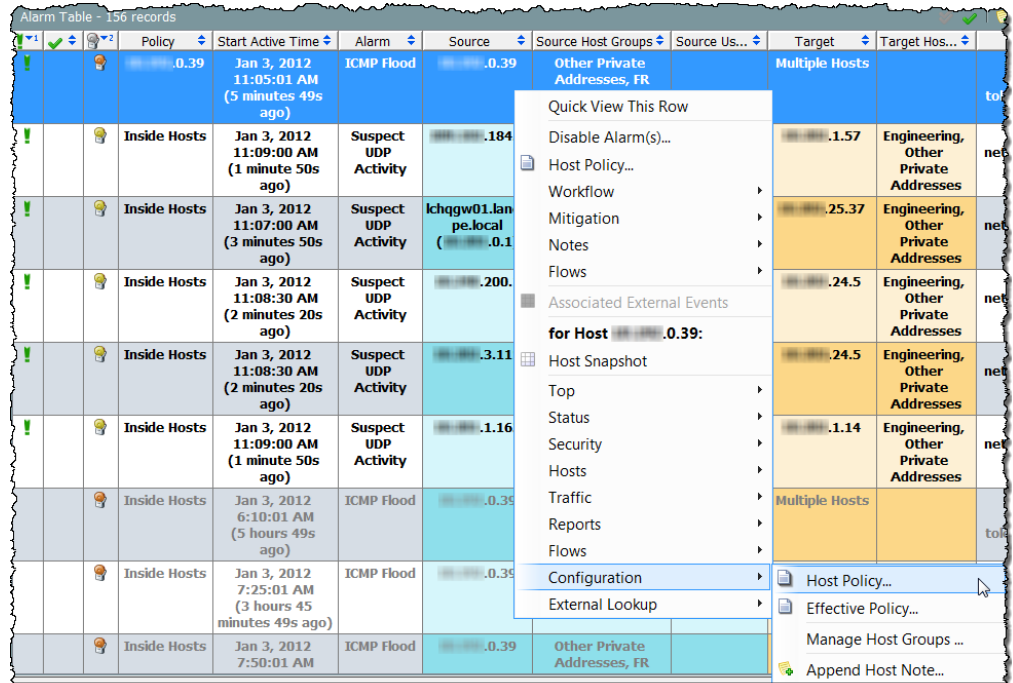 Alarm Table - 156 records
Policy Start Active Time Alarm Source Source Host Groups Source Us... Target Target Hos...
.0.39 Jan 3, 2012 ICMP Flood .0.39 Other Private Multiple Hosts
11:05:01 AM Addresses, FR
(5 minutes 49s
ago)
Inside Hosts Jan 3, 2012 Suspect .184 .1.57 Engineering,
11:09:00 AM UDP Other
(1 minute 50s Activity Private
ago) Addresses
Inside Hosts Jan 3, 2012 Suspect .25.37 Engineering,
11:07:00 AM UDP pe.local Other
(3 minutes 50s Activity Private
ago) Addresses
Inside Hosts Jan 3, 2012 Suspect .200. .24.5 Engineering,
11:08:30 AM UDP Other
(2 minutes 20s Activity Private
ago) Addresses
Inside Hosts Jan 3, 2012 Suspect .3.11 .24.5 Engineering,
11:08:30 AM UDP Other
(2 minutes 20s Activity Private
ago) Addresses
Inside Hosts Jan 3, 2012 Suspect .1.16 .1.14 Engineering,
11:09:00 AM UDP Other
(1 minute 50s Activity Private
ago) Addresses
Inside Hosts Jan 3, 2012 ICMP Flood .0.39 Multiple Hosts
6:10:01 AM
(5 hours 49s
ago)
Inside Hosts Jan 3, 2012 ICMP Flood .0.39
7:25:01 AM
(3 hours 45
minutes 49s ago)
Inside Hosts Jan 3, 2012 ICMP Flood .0.39 Other Private
7:50:01 AM Addresses, FR
Quick View This Row
Disable Alarm(s)...
Host Policy...
Workflow
Mitigation
Notes
Flows
Associated External Events
for Host .0.39:
Host Snapshot
Top
Status
Security
Hosts
Traffic
Reports
Flows
Configuration
External Lookup
Host Policy...
Effective Policy...
Manage Host Groups ...
Append Host Note...